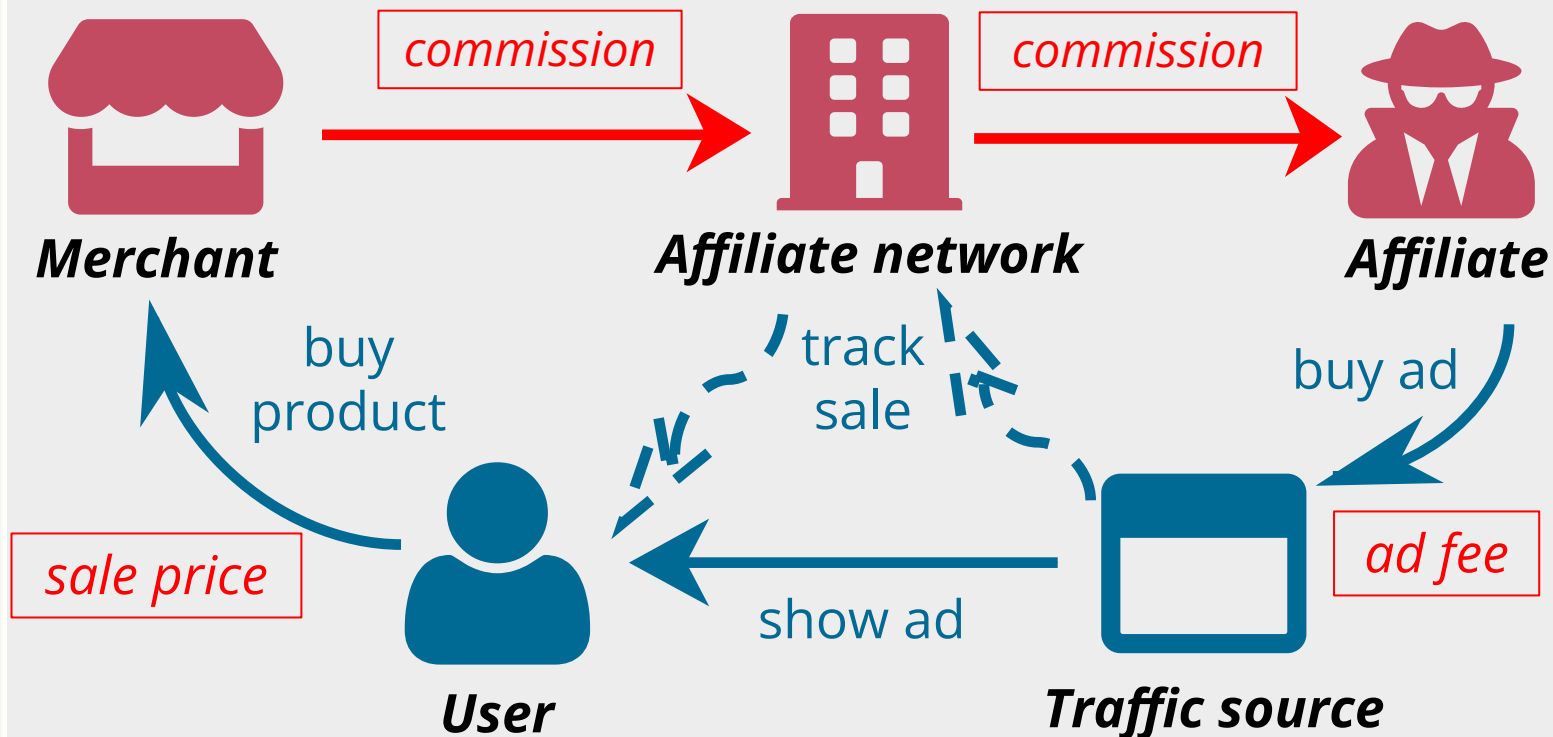 commission
commission
Merchant
Affiliate network
Affiliate
buy
product
track
sale
buy ad
sale price
show ad
ad fee
User
Traffic source